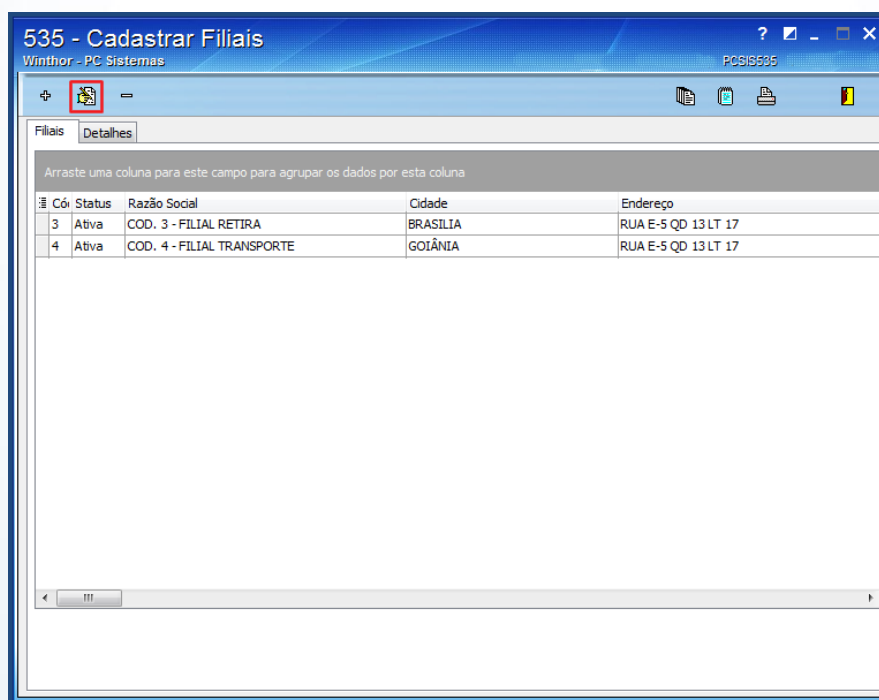 535 - Cadastrar Filiais
?
Winthor - PC Sistemas
PCSIS535
Filiais
Detalhes
Arraste uma coluna para este campo para agrupar os dados por esta coluna
Có Status Razão Social Cidade Endereço
3 Ativa COD. 3 - FILIAL RETIRA BRASILIA RUA E-5 QD 13 LT 17
4 Ativa COD. 4 - FILIAL TRANSPORTE GOIÂNIA RUA E-5 QD 13 LT 17